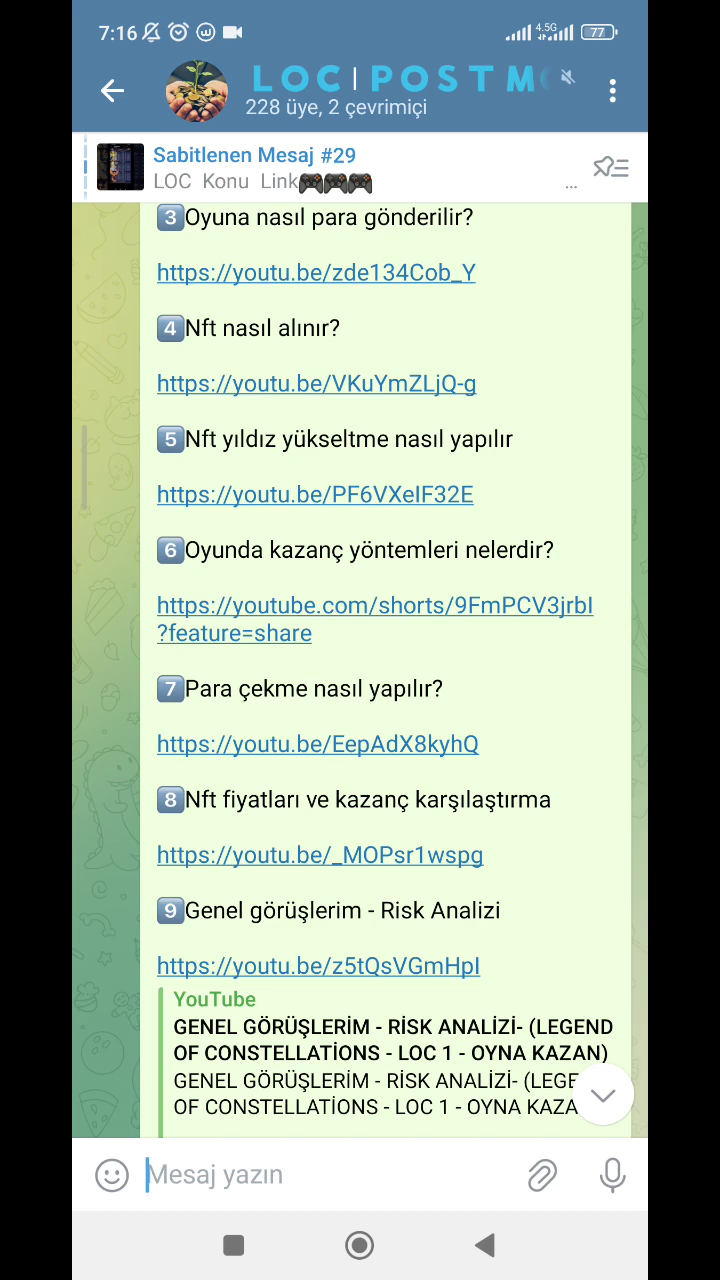 7:16
4.5G
77
LOC | POSTM
228 üye, 2 çevrimiçi
Sabitlenen Mesaj #29
LOC Konu Link🎮🎮🎮 ...
3️⃣Oyuna nasıl para gönderilir?
https://youtu.be/zde134Cob_Y
4️⃣Nft nasıl alınır?
https://youtu.be/VKuYmZLjQ-g
5️⃣Nft yıldız yükseltme nasıl yapılır
https://youtu.be/PF6VXeIF32E
6️⃣Oyunda kazanç yöntemleri nelerdir?
https://youtube.com/shorts/9FmPCV3jrbI
?feature=share
7️⃣Para çekme nasıl yapılır?
https://youtu.be/EepAdX8kyhQ
8️⃣Nft fiyatları ve kazanç karşılaştırma
https://youtu.be/_MOPsr1wspg
9️⃣Genel görüşlerim - Risk Analizi
https://youtu.be/z5tQsVGmHpI
YouTube
GENEL GÖRÜŞLERİM - RİSK ANALİZİ- (LEGEND
OF CONSTELLATİONS - LOC 1 - OYNA KAZAN)
GENEL GÖRÜŞLERİM - RİSK ANALİZİ- (LEGE
OF CONSTELLATİONS - LOC 1 - OYNA KAZA
Mesaj yazın